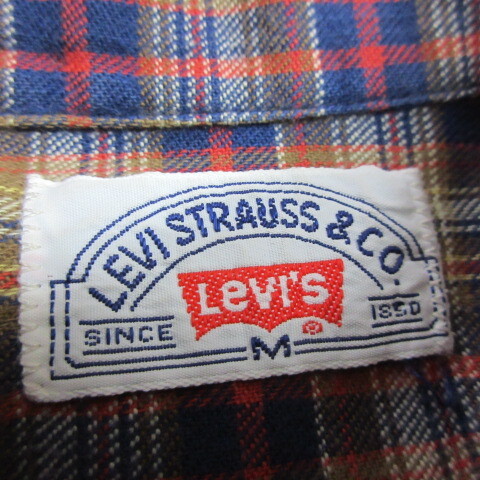 LEVI STRAUSS & CO.
Levi's
®
SINCE 1850
M